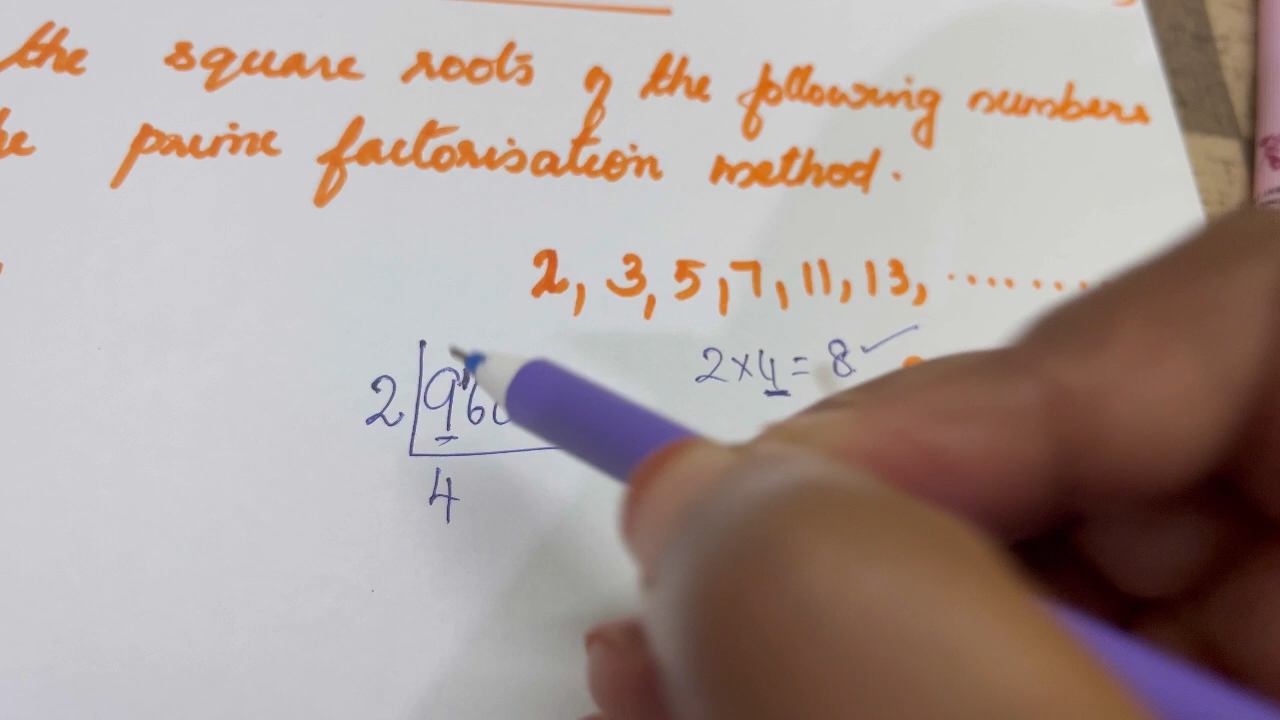 the square roots of the following numbers
prime factorisation method.
2, 3, 5, 7, 11, 13, ........
2×4 = 8 ✓
2 96
4